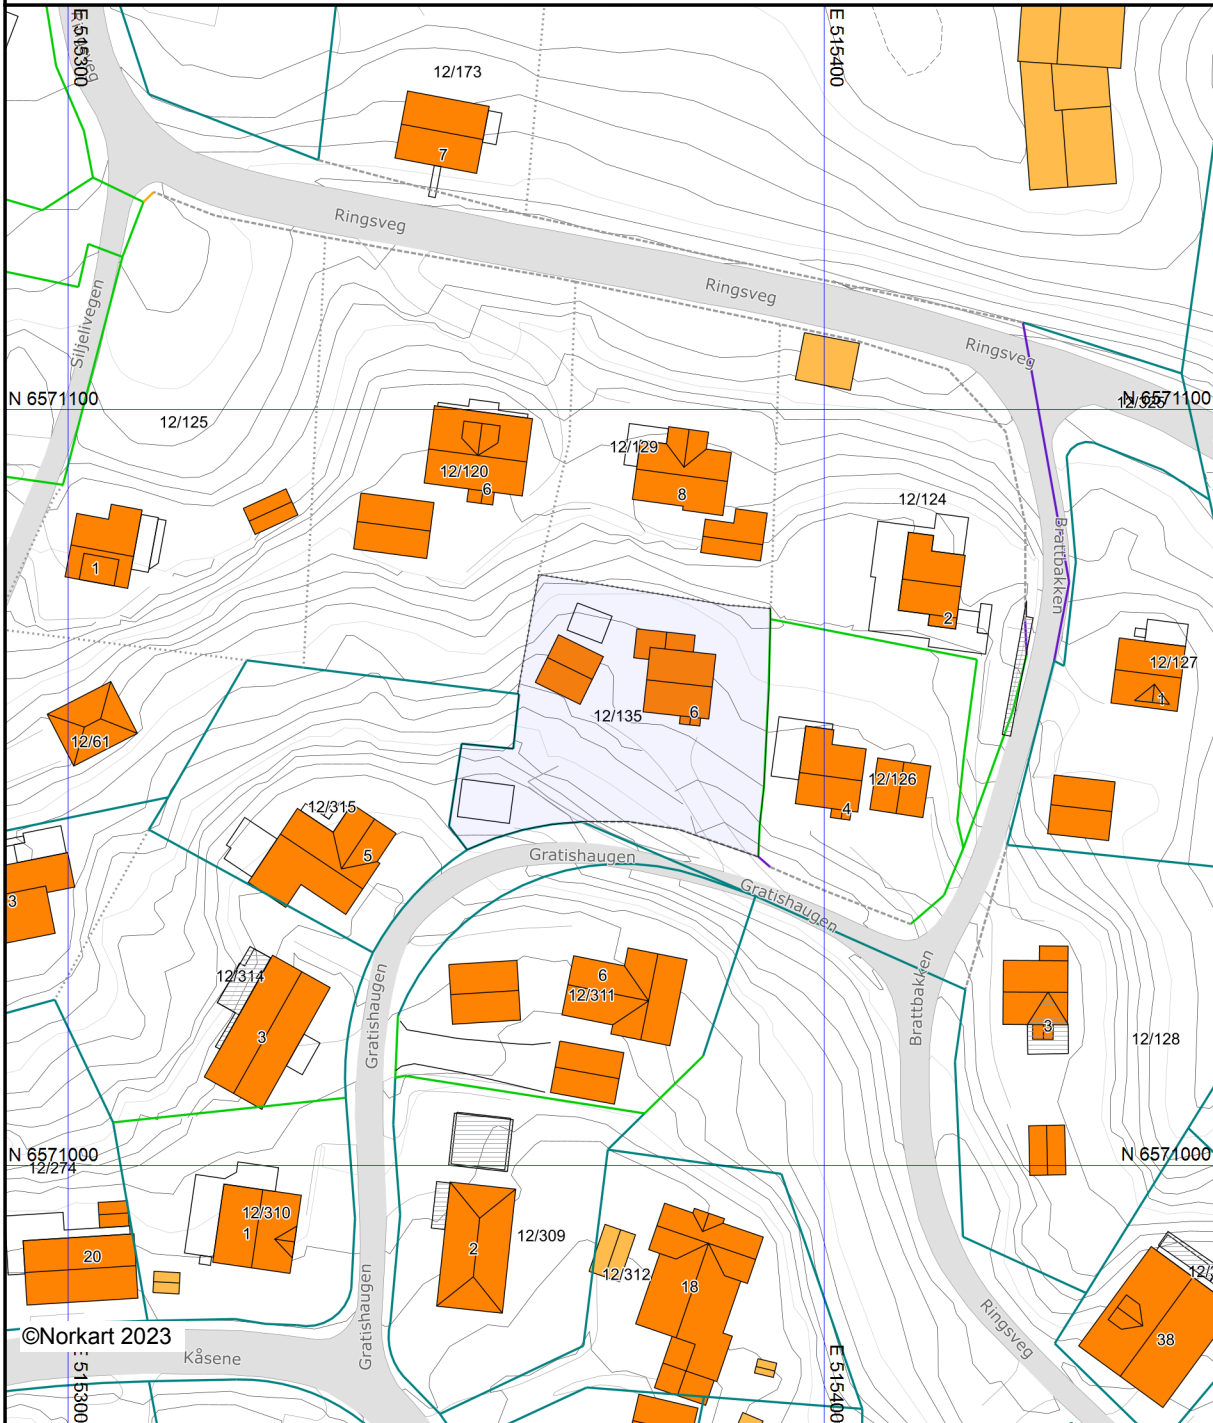 E 515300
E 515400
Ringsveg
12/173
7
Ringsveg
Ringsveg
Ringsveg
Siljelivegen
N 6571100
N 6571100
12/125
12/129
12/120
6
8
12/124
Brattbakken
1
2
12/127
1
12/61
12/135
6
12/126
4
12/315
5
Gratishaugen
Gratishaugen
3
12/314
3
Gratishaugen
6
12/311
Brattbakken
3
12/128
N 6571000
N 6571000
12/274
12/310
1
12/309
2
12/312
18
20
38
Gratishaugen
Ringsveg
©Norkart 2023
Kåsene
E 515300
E 515400